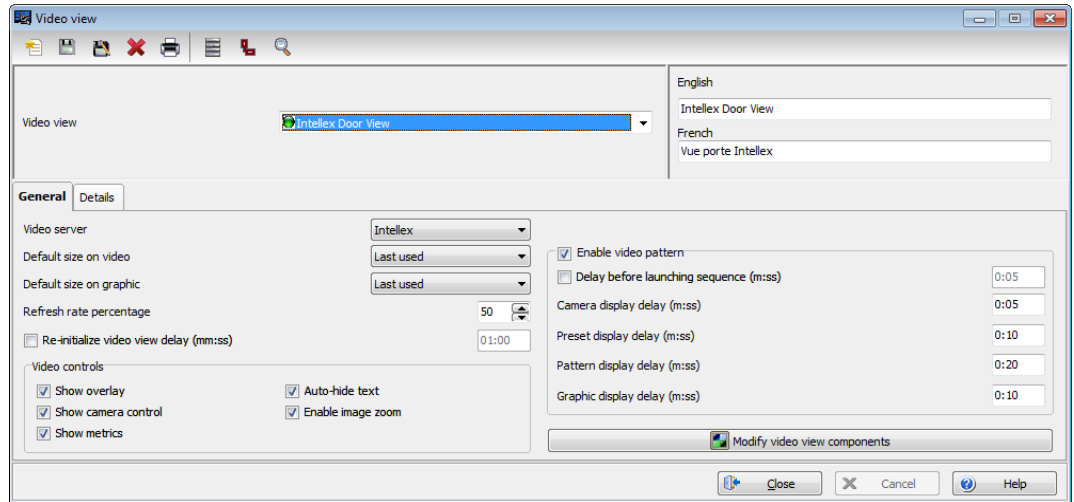 Video view
English
Video view
Intellex Door View
Intellex Door View
French
Vue porte Intellex
General
Details
Video server
Intellex
Default size on video
Last used
Default size on graphic
Last used
Refresh rate percentage
50
Re-initialize video view delay (mm:ss)
01:00
Video controls
Show overlay
Auto-hide text
Show camera control
Enable image zoom
Show metrics
Enable video pattern
Delay before launching sequence (m:ss)
0:05
Camera display delay (m:ss)
0:05
Preset display delay (m:ss)
0:10
Pattern display delay (m:ss)
0:20
Graphic display delay (m:ss)
0:10
Modify video view components
Close
Cancel
Help